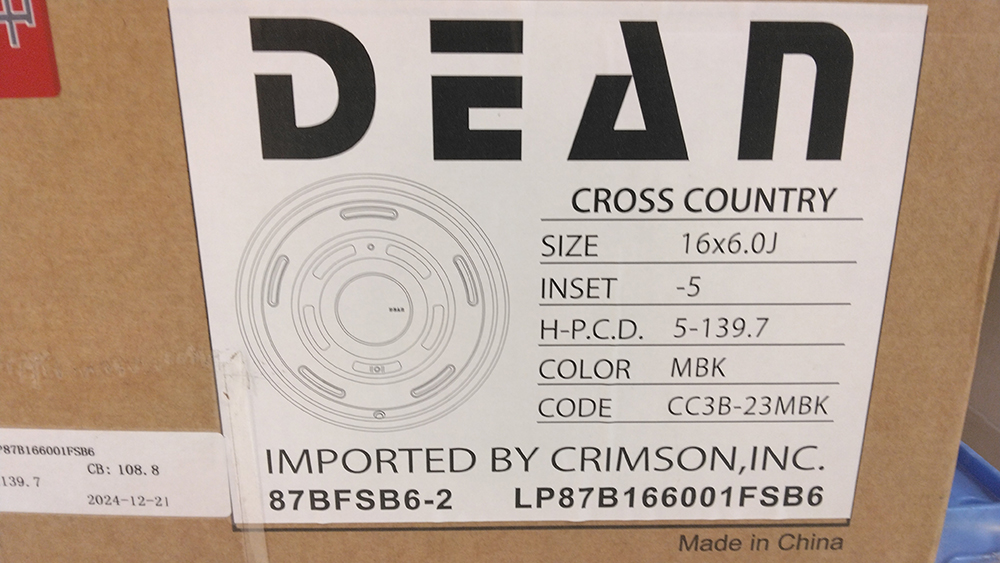 DEAN
CROSS COUNTRY
SIZE 16x6.0J
INSET -5
H-P.C.D. 5-139.7
COLOR MBK
CODE CC3B-23MBK
DEAN
IMPORTED BY CRIMSON,INC.
87BFSB6-2 LP87B166001FSB6
Made in China
P87B166001FSB6
CB: 108.8
139.7
2024-12-21